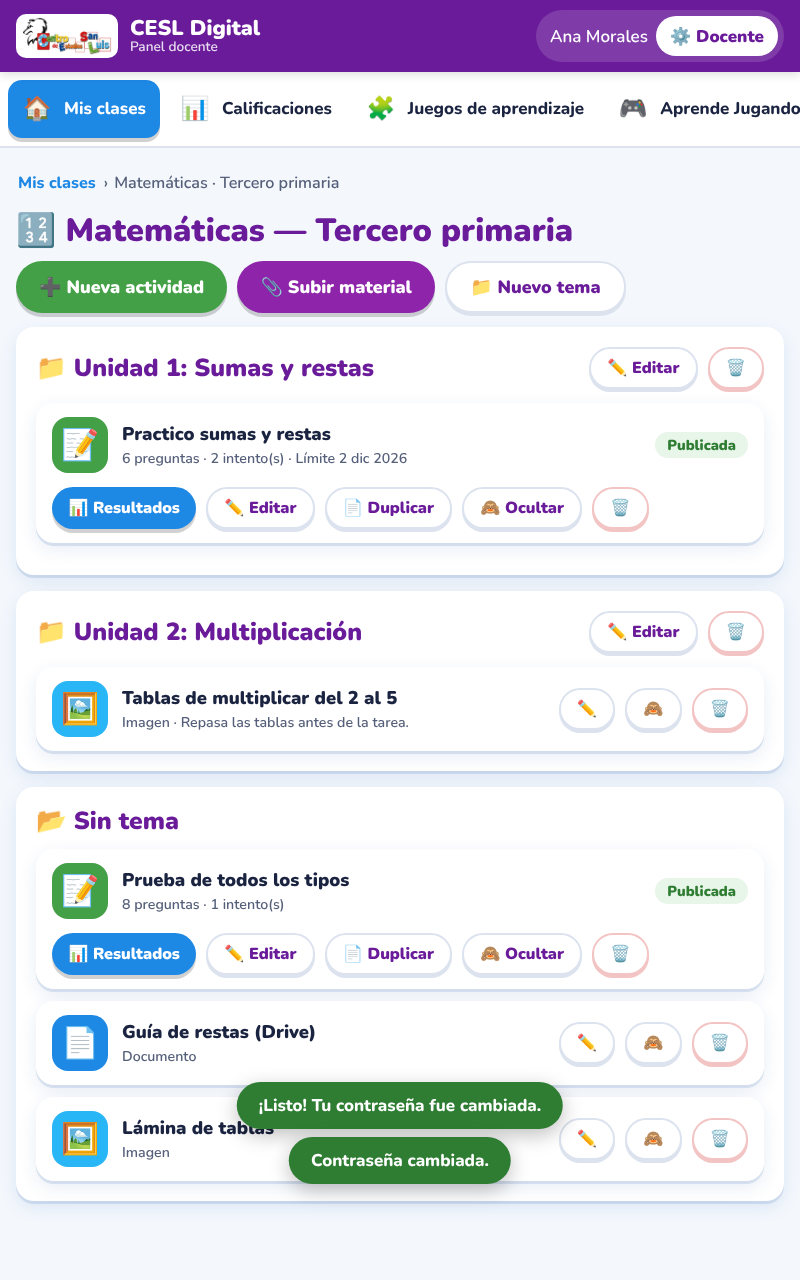 Centro de Estudios San Luis
CESL Digital
Panel docente
Ana Morales
Docente
Mis clases
Calificaciones
Juegos de aprendizaje
Aprende Jugando
Mis clases › Matemáticas · Tercero primaria
Matemáticas — Tercero primaria
Nueva actividad
Subir material
Nuevo tema
Unidad 1: Sumas y restas
Editar
Practico sumas y restas
6 preguntas · 2 intento(s) · Límite 2 dic 2026
Publicada
Resultados
Editar
Duplicar
Ocultar
Unidad 2: Multiplicación
Editar
Tablas de multiplicar del 2 al 5
Imagen · Repasa las tablas antes de la tarea.
Sin tema
Prueba de todos los tipos
8 preguntas · 1 intento(s)
Publicada
Resultados
Editar
Duplicar
Ocultar
Guía de restas (Drive)
Documento
¡Listo! Tu contraseña fue cambiada.
Lámina de tablas
Imagen
Contraseña cambiada.